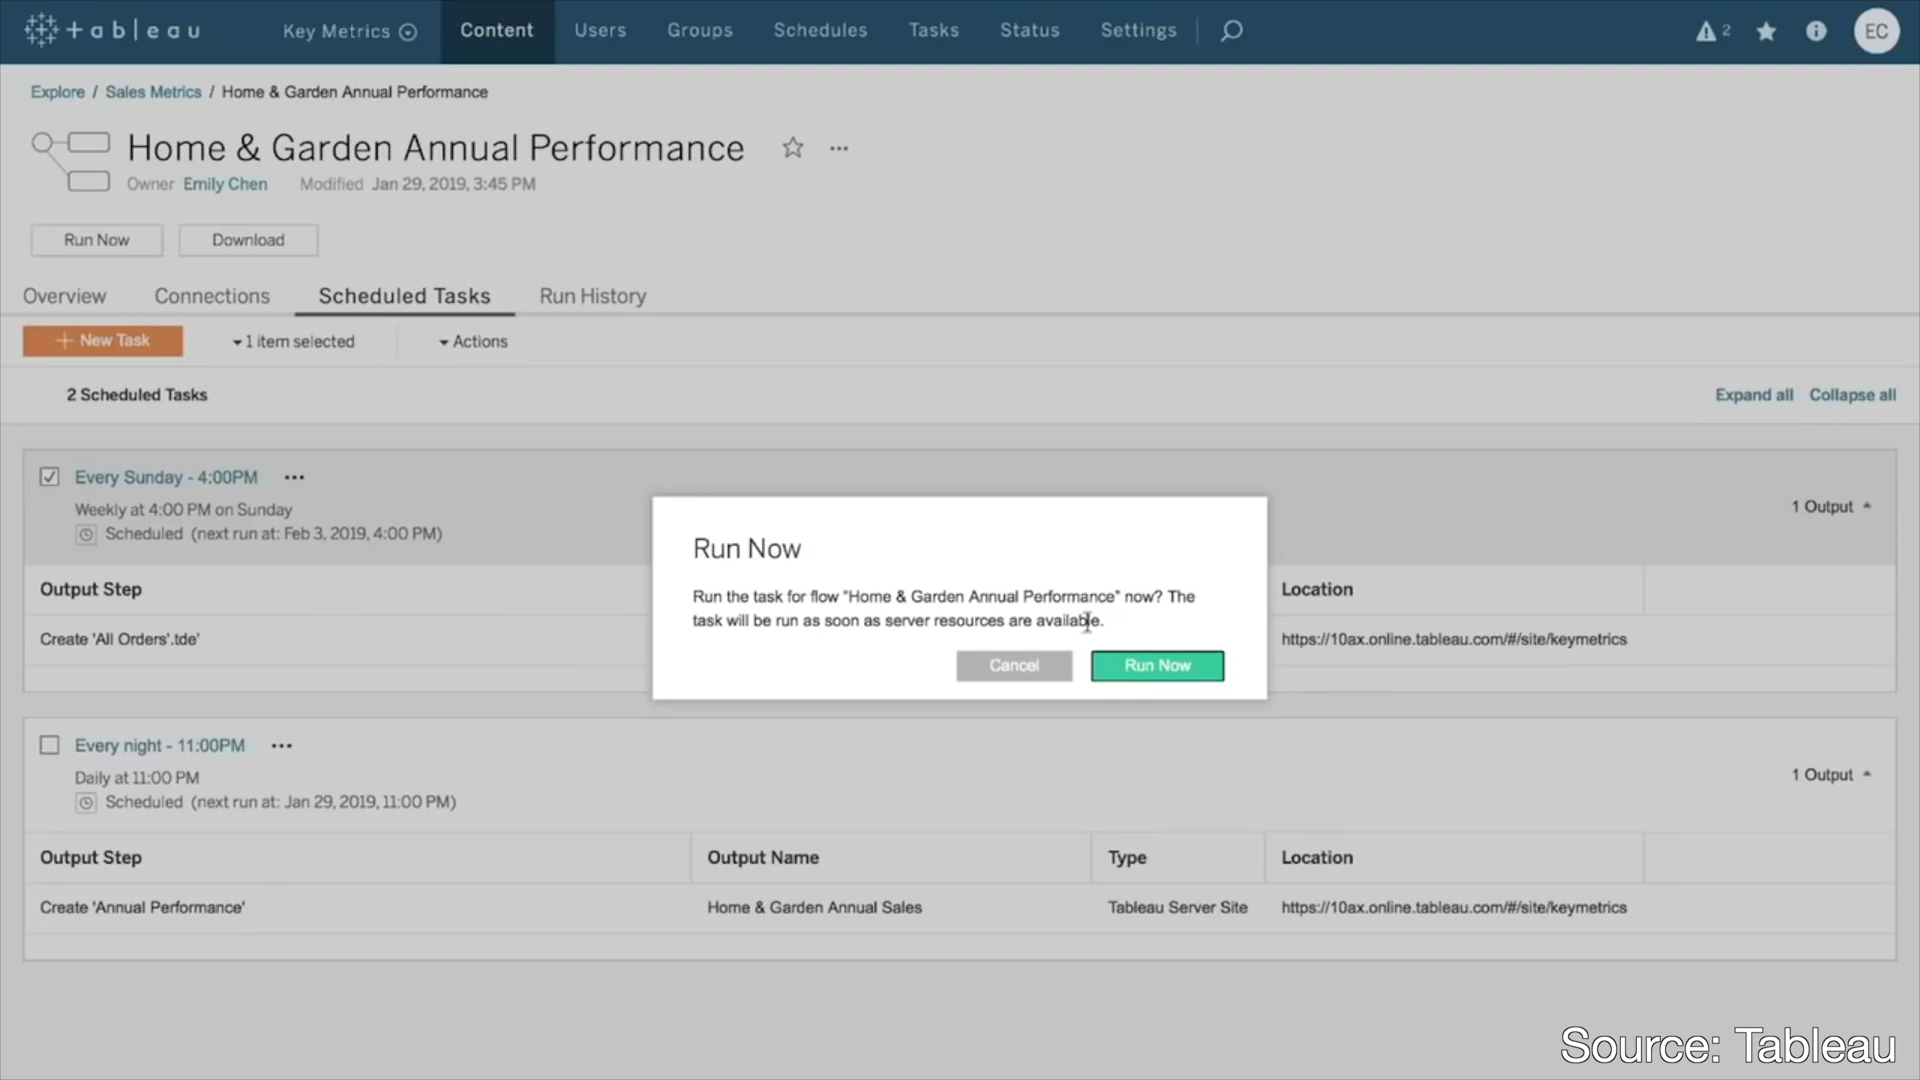 + a b | e a u
Key Metrics
Content
Users
Groups
Schedules
Tasks
Status
Settings
2
EC
Explore / Sales Metrics / Home & Garden Annual Performance
Home & Garden Annual Performance
Owner Emily Chen Modified Jan 29, 2019, 3:45 PM
Run Now
Download
Overview
Connections
Scheduled Tasks
Run History
+ New Task
1 item selected
Actions
2 Scheduled Tasks
Expand all
Collapse all
Every Sunday - 4:00PM
Weekly at 4:00 PM on Sunday
Scheduled (next run at: Feb 3, 2019, 4:00 PM)
1 Output
Output Step
Location
Create 'All Orders'.tde'
https://10ax.online.tableau.com/#/site/keymetrics
Run Now
Run the task for flow "Home & Garden Annual Performance" now? The
task will be run as soon as server resources are available.
Cancel
Run Now
Every night - 11:00PM
Daily at 11:00 PM
Scheduled (next run at: Jan 29, 2019, 11:00 PM)
1 Output
Output Step
Output Name
Type
Location
Create 'Annual Performance'
Home & Garden Annual Sales
Tableau Server Site
https://10ax.online.tableau.com/#/site/keymetrics
Source: Tableau